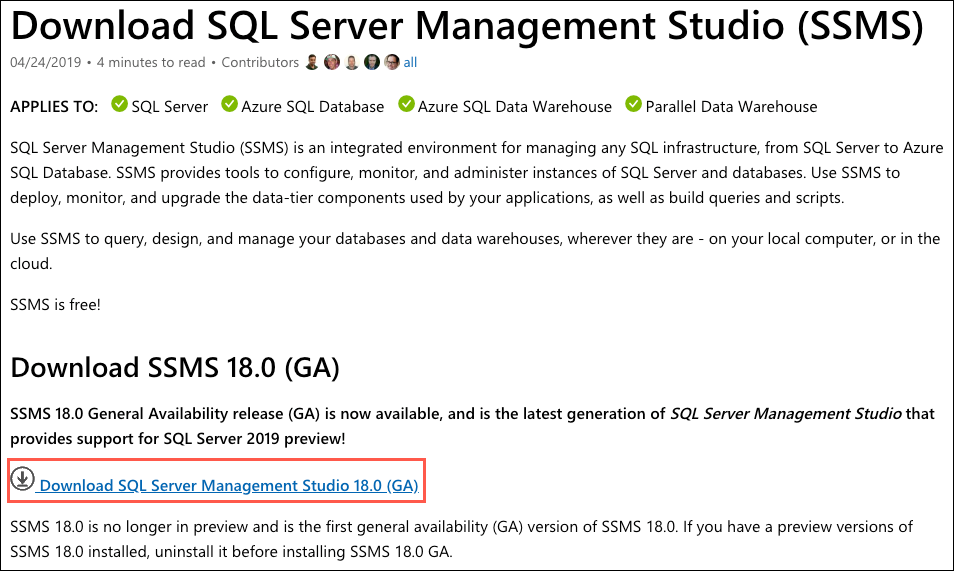 Download SQL Server Management Studio (SSMS)
04/24/2019 • 4 minutes to read • Contributors all
APPLIES TO: SQL Server Azure SQL Database Azure SQL Data Warehouse Parallel Data Warehouse
SQL Server Management Studio (SSMS) is an integrated environment for managing any SQL infrastructure, from SQL Server to Azure
SQL Database. SSMS provides tools to configure, monitor, and administer instances of SQL Server and databases. Use SSMS to
deploy, monitor, and upgrade the data-tier components used by your applications, as well as build queries and scripts.
Use SSMS to query, design, and manage your databases and data warehouses, wherever they are - on your local computer, or in the
cloud.
SSMS is free!
Download SSMS 18.0 (GA)
SSMS 18.0 General Availability release (GA) is now available, and is the latest generation of SQL Server Management Studio that
provides support for SQL Server 2019 preview!
Download SQL Server Management Studio 18.0 (GA)
SSMS 18.0 is no longer in preview and is the first general availability (GA) version of SSMS 18.0. If you have a preview versions of
SSMS 18.0 installed, uninstall it before installing SSMS 18.0 GA.